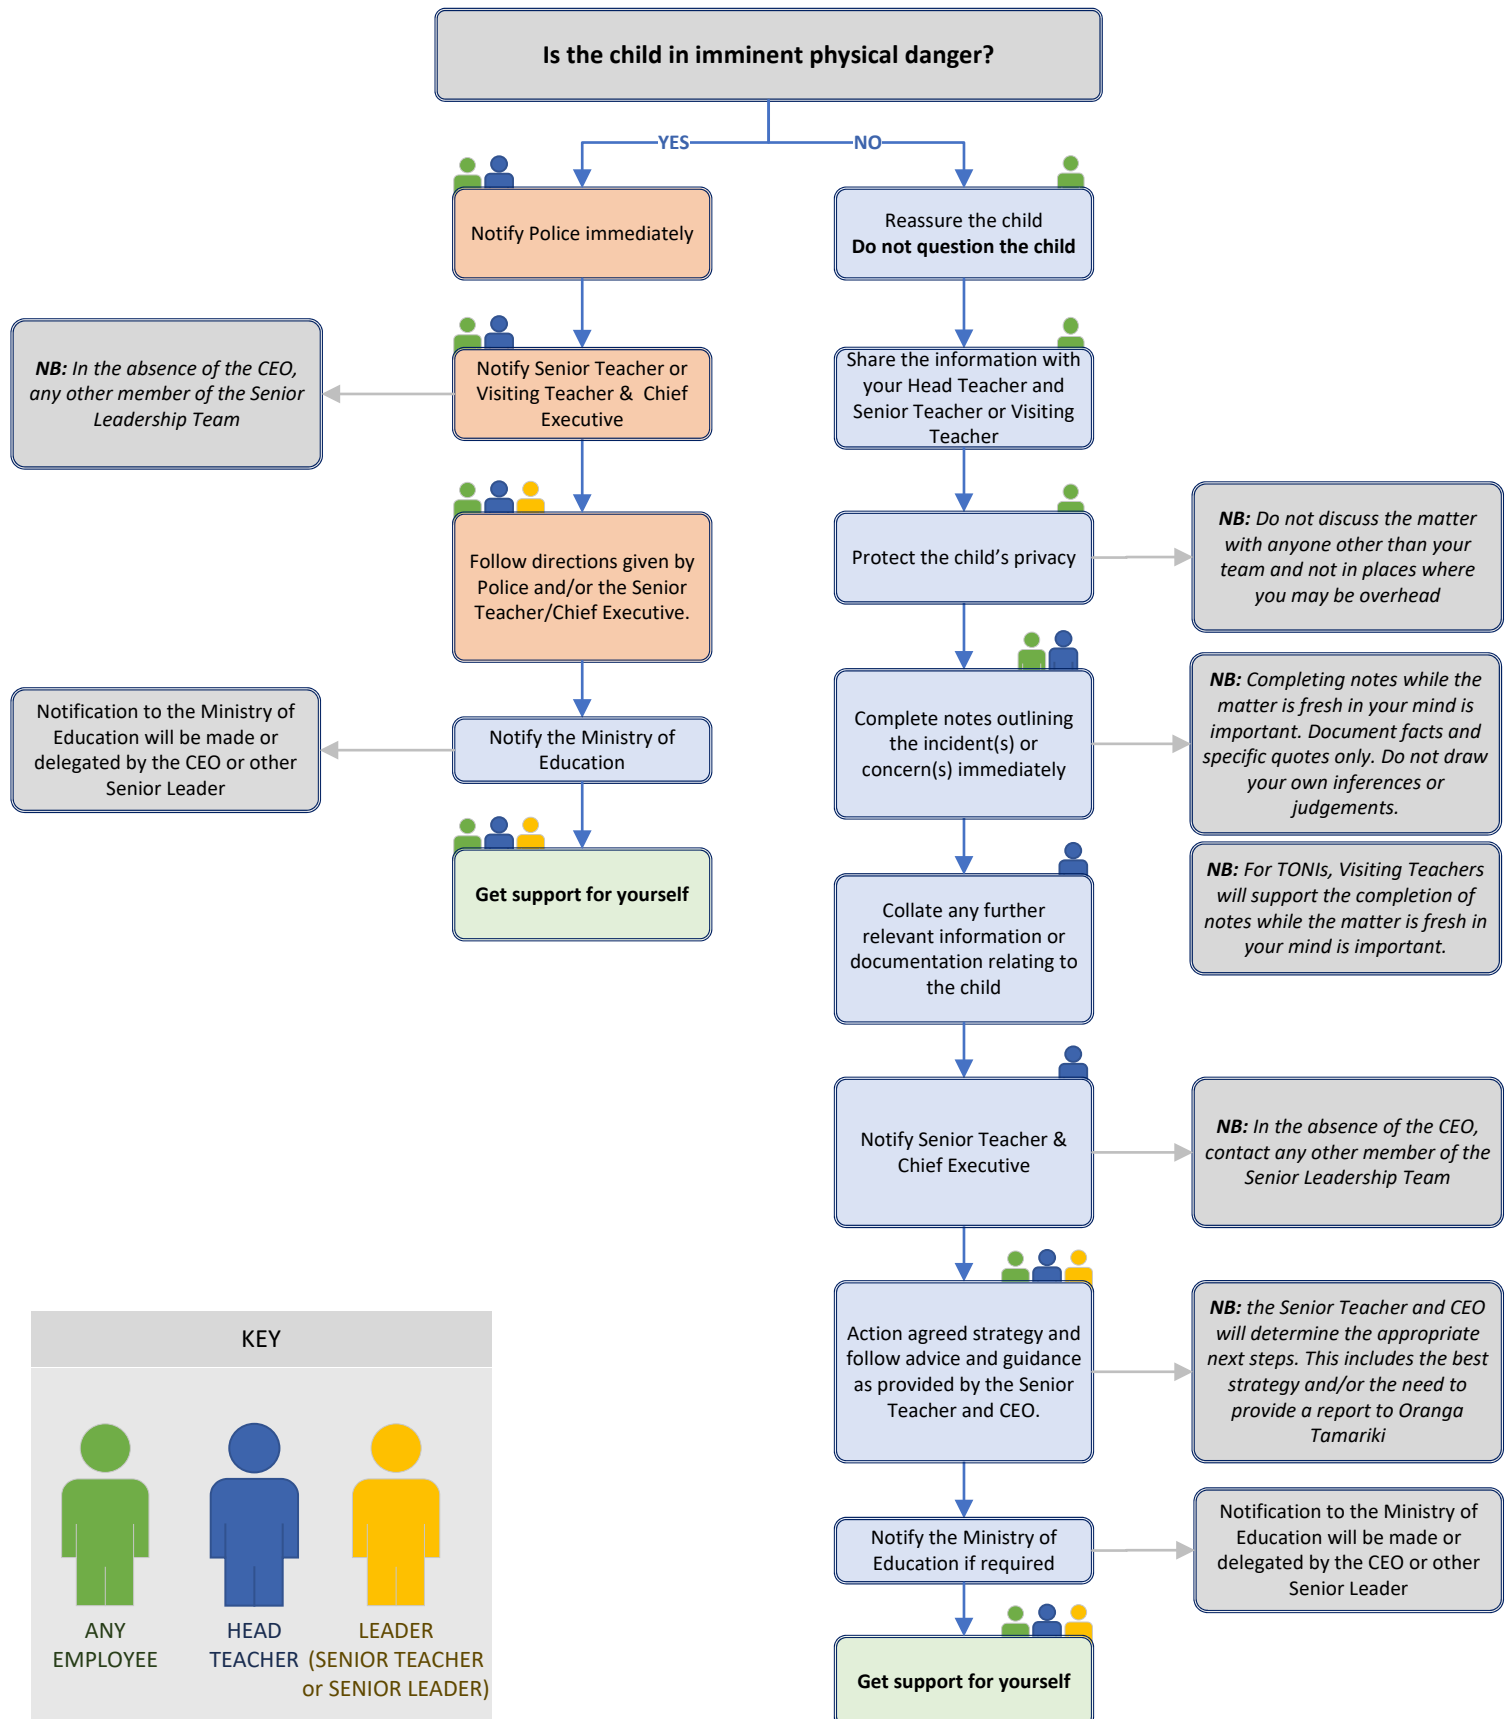 Is the child in imminent physical danger?
YES
NO
Notify Police immediately
Reassure the child
Do not question the child
NB: In the absence of the CEO,
any other member of the Senior
Leadership Team
Notify Senior Teacher or
Visiting Teacher & Chief
Executive
Share the information with
your Head Teacher and
Senior Teacher or Visiting
Teacher
Follow directions given by
Police and/or the Senior
Teacher/Chief Executive.
Protect the child’s privacy
NB: Do not discuss the matter
with anyone other than your
team and not in places where
you may be overhead
Notification to the Ministry of
Education will be made or
delegated by the CEO or other
Senior Leader
Notify the Ministry of
Education
Complete notes outlining
the incident(s) or
concern(s) immediately
NB: Completing notes while the
matter is fresh in your mind is
important. Document facts and
specific quotes only. Do not draw
your own inferences or
judgements.
Get support for yourself
NB: For TONIs, Visiting Teachers
will support the completion of
notes while the matter is fresh in
your mind is important.
Collate any further
relevant information or
documentation relating to
the child
Notify Senior Teacher &
Chief Executive
NB: In the absence of the CEO,
contact any other member of the
Senior Leadership Team
Action agreed strategy and
follow advice and guidance
as provided by the Senior
Teacher and CEO.
NB: the Senior Teacher and CEO
will determine the appropriate
next steps. This includes the best
strategy and/or the need to
provide a report to Oranga
Tamariki
Notify the Ministry of
Education if required
Notification to the Ministry of
Education will be made or
delegated by the CEO or other
Senior Leader
Get support for yourself
KEY
ANY
EMPLOYEE
HEAD
TEACHER
LEADER
(SENIOR TEACHER
or SENIOR LEADER)